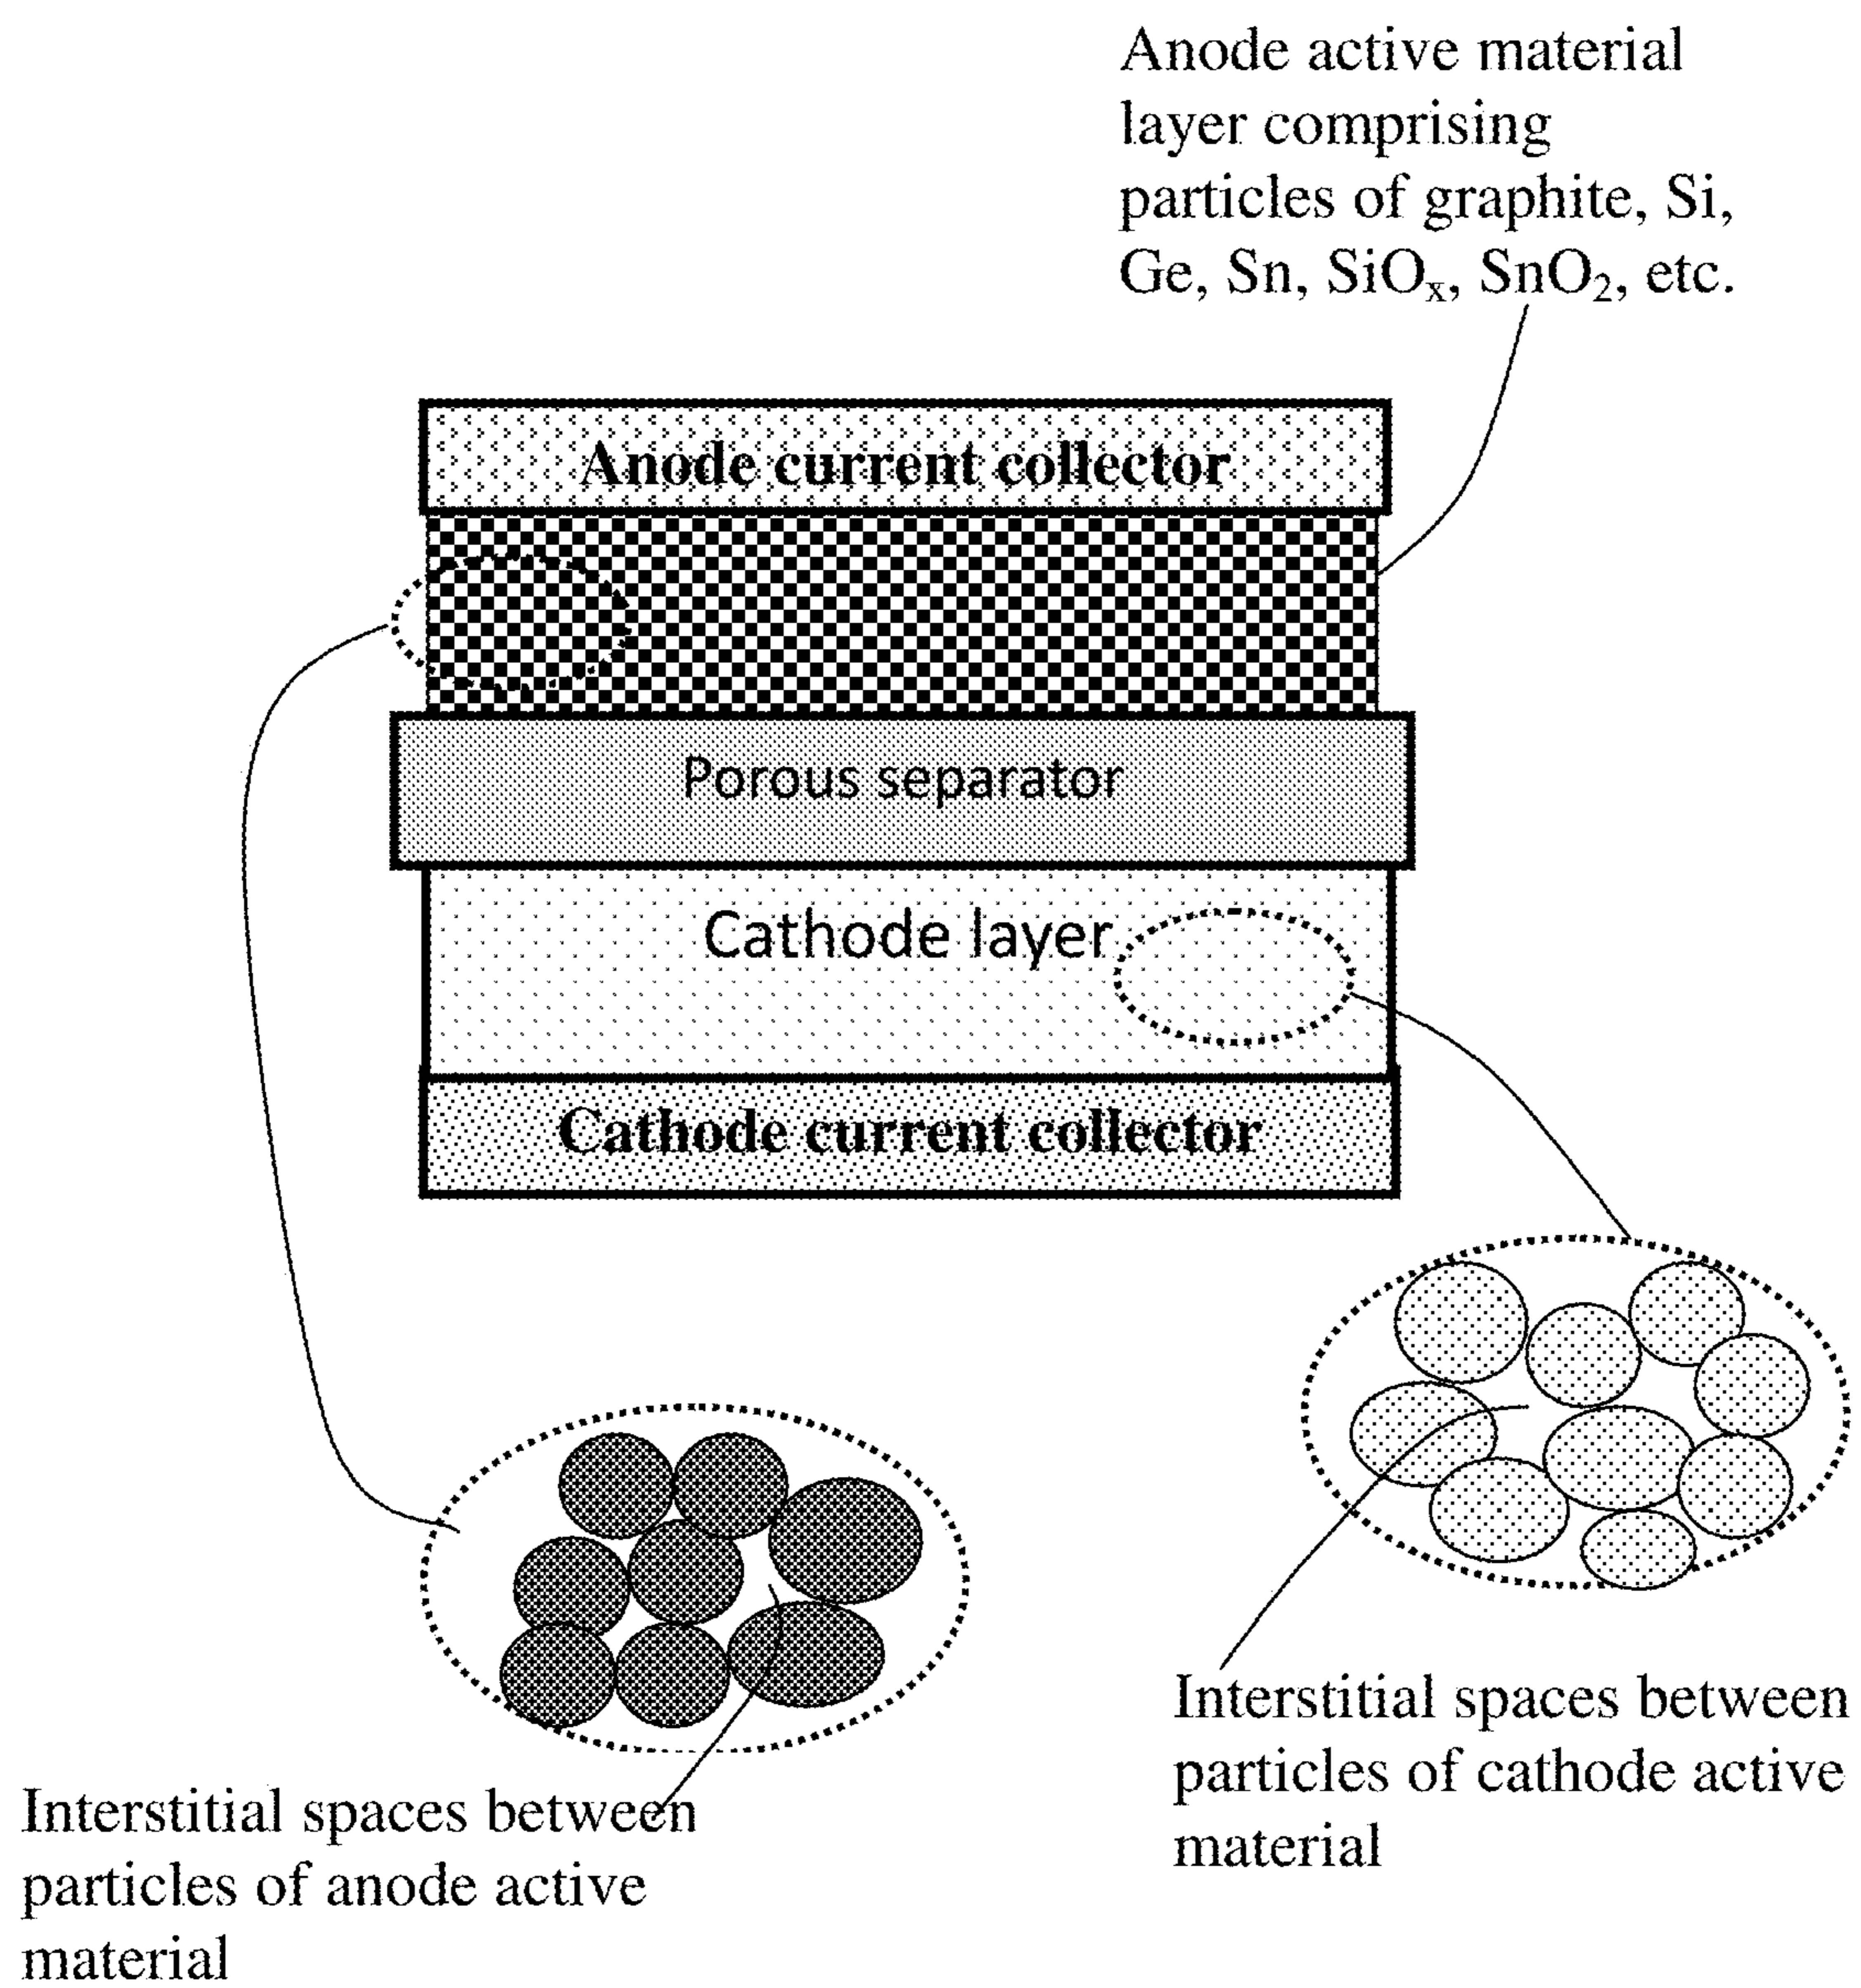 Anode active material
layer comprising
particles of graphite, Si,
Ge, Sn, SiOₓ, SnO₂, etc.
Anode current collector
Porous separator
Cathode layer
Cathode current collector
Interstitial spaces between
particles of cathode active
material
Interstitial spaces between
particles of anode active
material